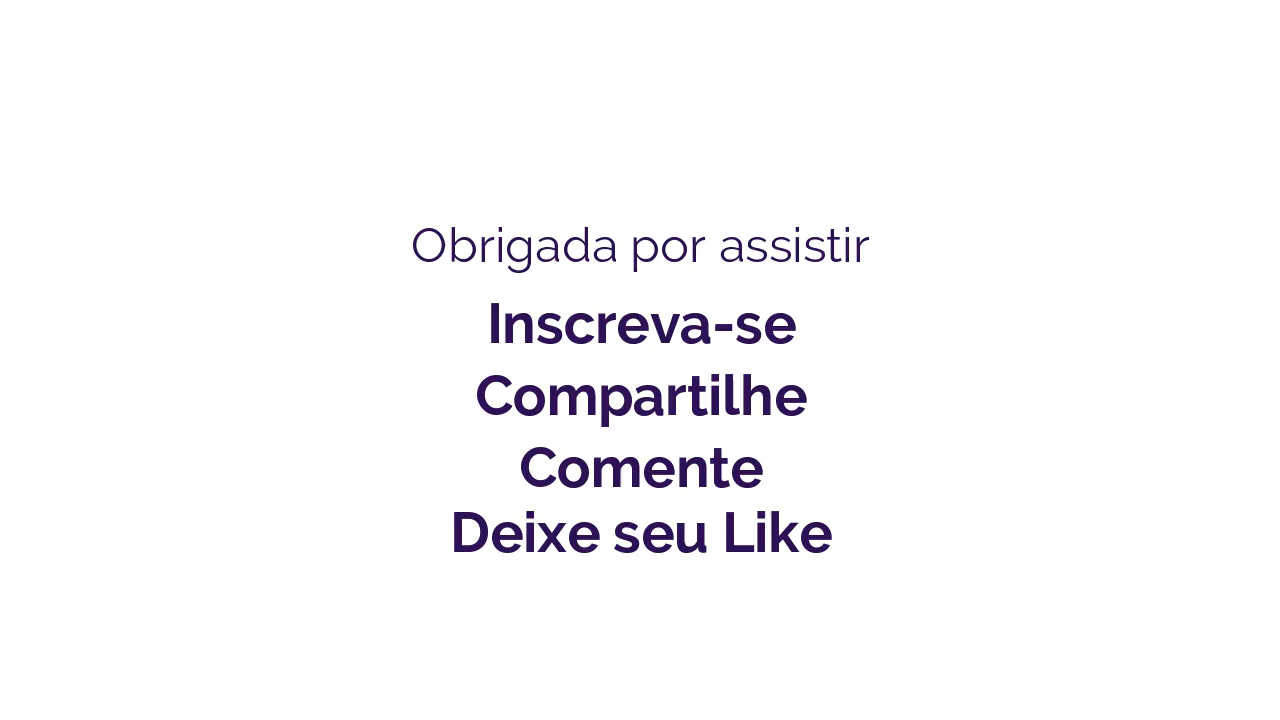 Obrigada por assistir
Inscreva-se
Compartilhe
Comente
Deixe seu Like